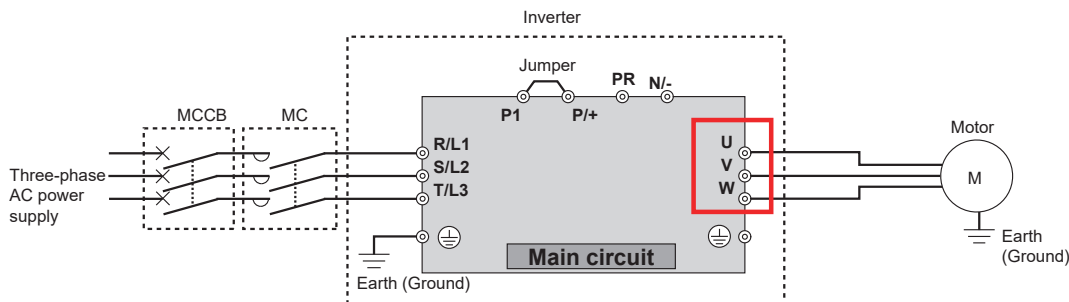 Inverter
Jumper
PR
N/-
P1
P/+
MCCB
MC
R/L1
S/L2
T/L3
U
V
W
Motor
M
Three-phase
AC power
supply
Earth
(Ground)
Main circuit
Earth (Ground)